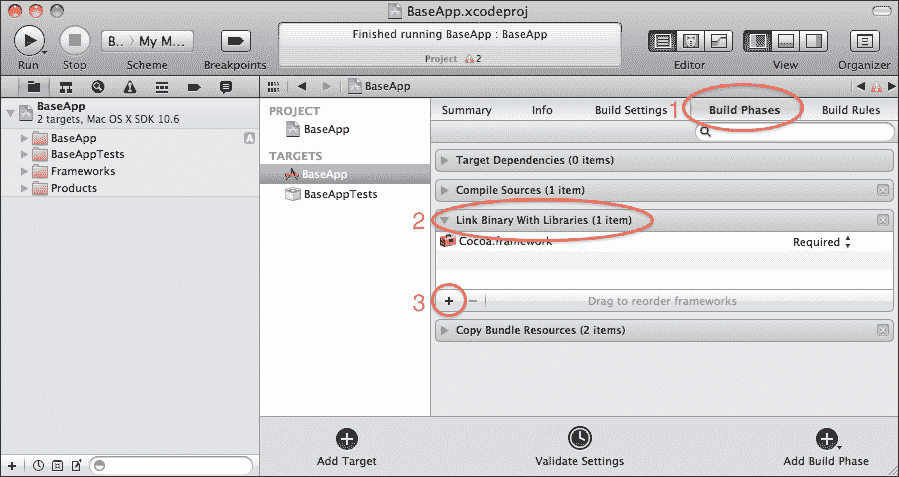 BaseApp.xcodeproj
B.. My M...
Finished running BaseApp : BaseApp
Project 2
Run Stop Scheme Breakpoints Editor View Organizer
BaseApp
BaseApp
2 targets, Mac OS X SDK 10.6
BaseApp A
BaseAppTests
Frameworks
Products
PROJECT
BaseApp
TARGETS
BaseApp
BaseAppTests
Summary Info Build Settings 1 Build Phases Build Rules
Target Dependencies (0 items)
Compile Sources (1 item)
2 Link Binary With Libraries (1 item)
Cocoa.framework Required
3 + − Drag to reorder frameworks
Copy Bundle Resources (2 items)
Add Target Validate Settings Add Build Phase